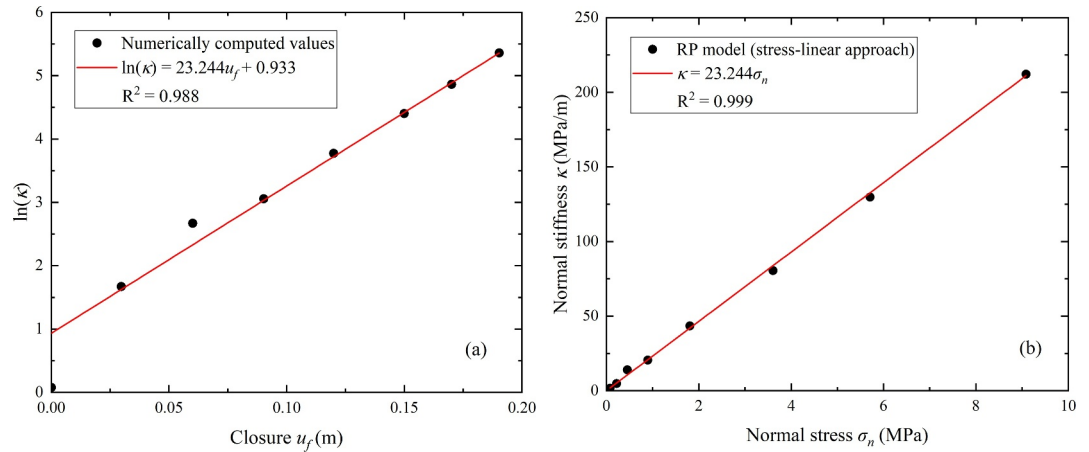 Numerically computed values
ln(κ) = 23.244u_f + 0.933
R² = 0.988
ln(κ)
6
5
4
3
2
1
0
0.00
0.05
0.10
0.15
0.20
Closure u_f (m)
(a)
RP model (stress-linear approach)
κ = 23.244σ_n
R² = 0.999
Normal stiffness κ (MPa/m)
250
200
150
100
50
0
0
2
4
6
8
10
Normal stress σ_n (MPa)
(b)